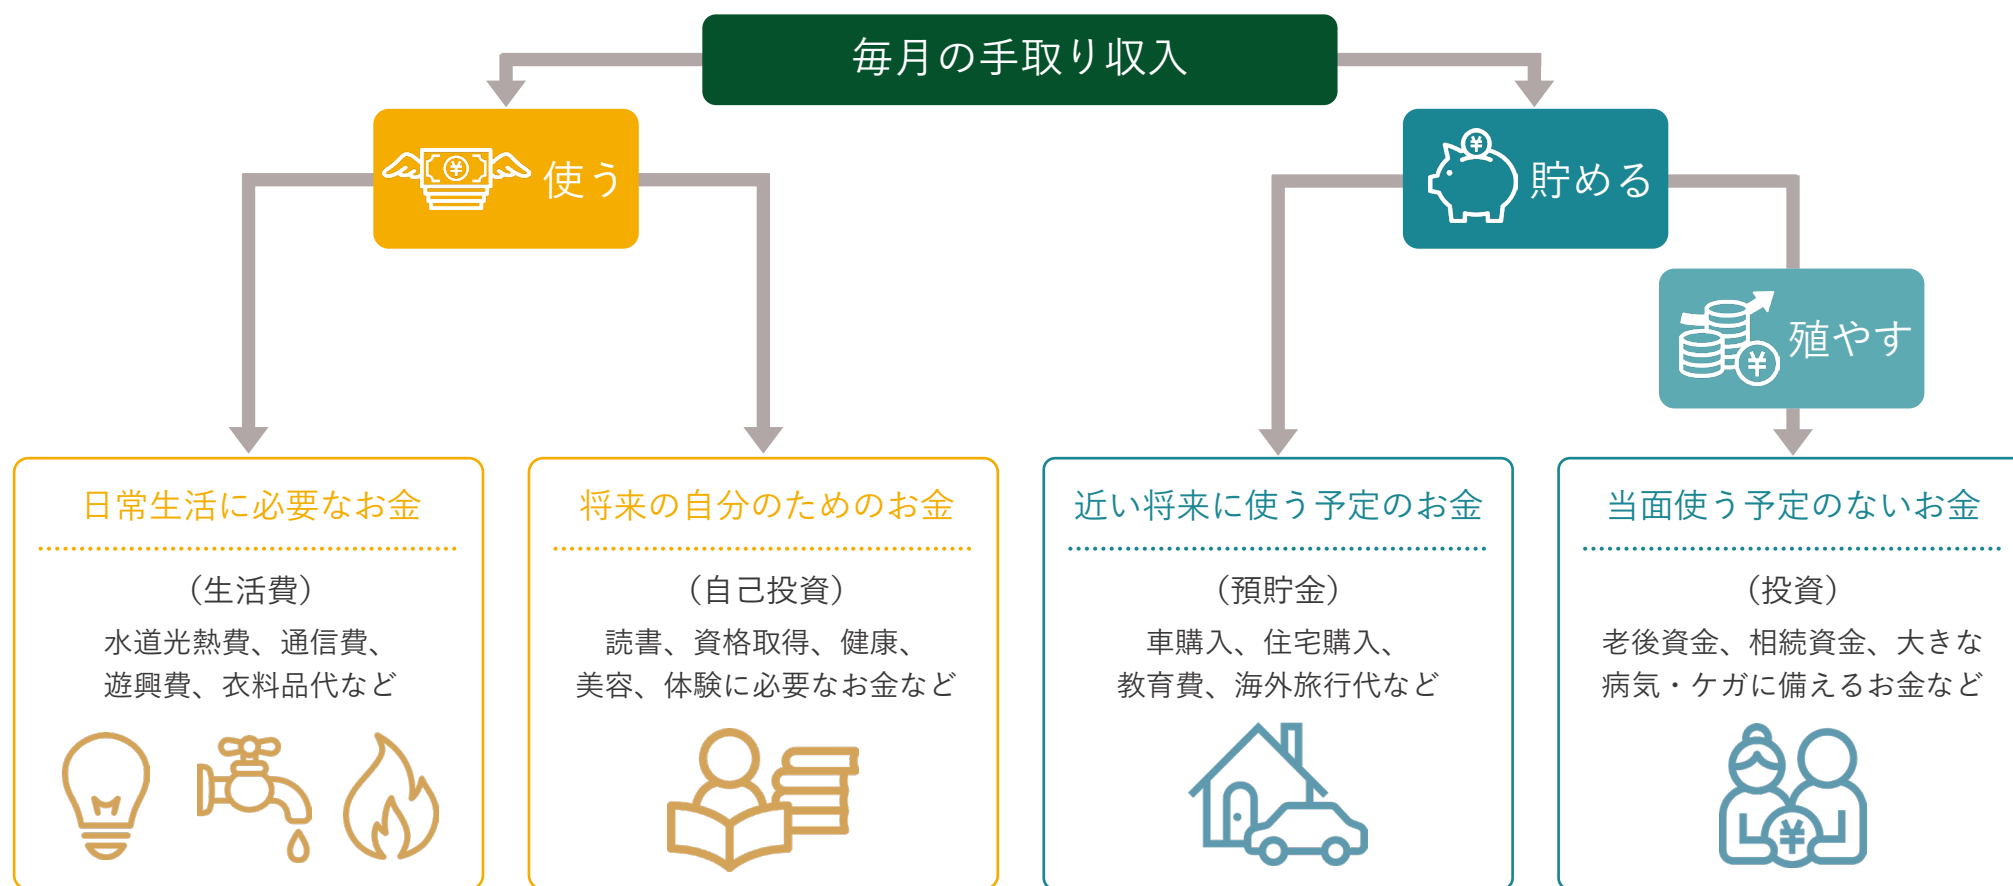 毎月の手取り収入
使う
貯める
殖やす
日常生活に必要なお金
(生活費)
水道光熱費、通信費、
遊興費、衣料品代など
将来の自分のためのお金
(自己投資)
読書、資格取得、健康、
美容、体験に必要なお金など
近い将来に使う予定のお金
(預貯金)
車購入、住宅購入、
教育費、海外旅行代など
当面使う予定のないお金
(投資)
老後資金、相続資金、大きな
病気・ケガに備えるお金など